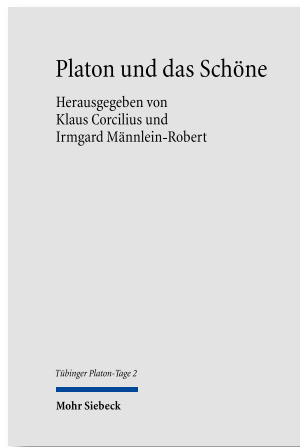 Platon und das Schöne
Herausgegeben von
Klaus Corcilius und
Irmgard Männlein-Robert
Tübinger Platon-Tage 2
Mohr Siebeck